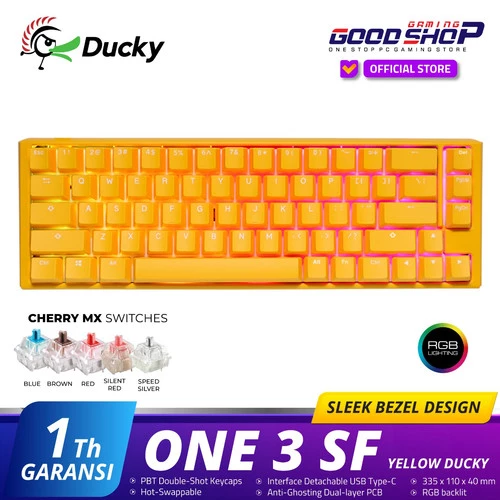 Ducky
GAMING
GOOD SHOP
ONE STOP PC GAMING STORE
OFFICIAL STORE
CHERRY MX SWITCHES
BLUE
BROWN
RED
SILENT RED
SPEED SILVER
RGB
LIGHTING
SLEEK BEZEL DESIGN
1Th
GARANSI
ONE 3 SF
YELLOW DUCKY
• PBT Double-Shot Keycaps
• Hot-Swappable
• Interface Detachable USB Type-C
• Anti-Ghosting Dual-layer PCB
• 335 x 110 x 40 mm
• RGB backlit